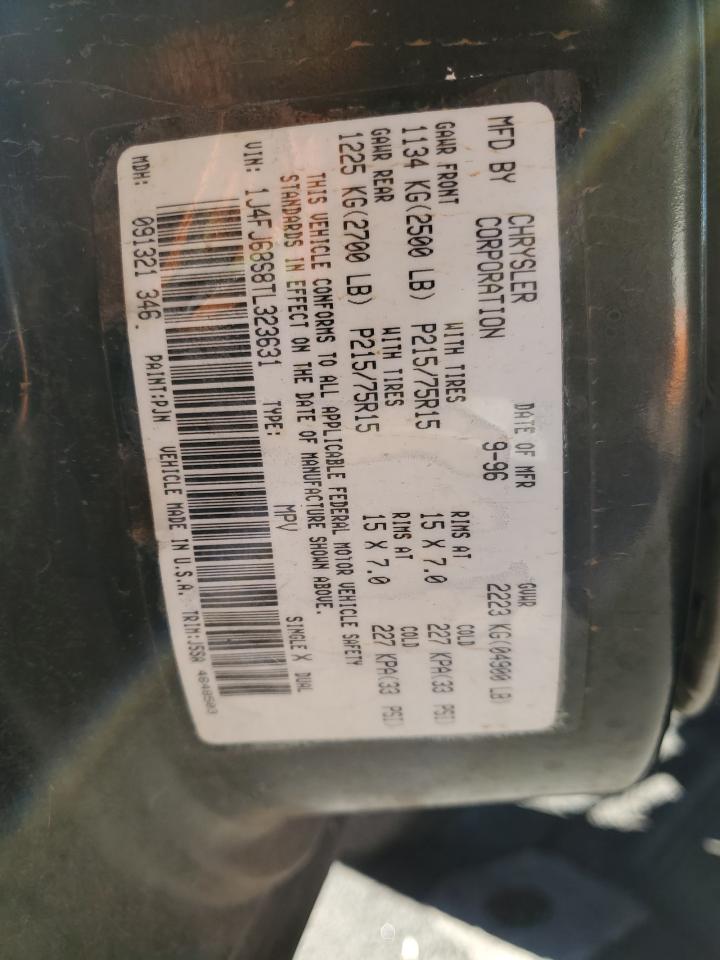 MFD BY CHRYSLER CORPORATION DATE OF MFR 9-96 GVWR 2223 KG(04900 LB)
GAWR FRONT WITH TIRES RIMS AT COLD
1134 KG(2500 LB) P215/75R15 15 X 7.0 227 KPA(33 PSI)
GAWR REAR WITH TIRES RIMS AT COLD
1225 KG(2700 LB) P215/75R15 15 X 7.0 227 KPA(33 PSI)
THIS VEHICLE CONFORMS TO ALL APPLICABLE FEDERAL MOTOR VEHICLE SAFETY
STANDARDS IN EFFECT ON THE DATE OF MANUFACTURE SHOWN ABOVE.
VIN: 1J4FJ68S8TL323631 TYPE: MPV SINGLE X DUAL
MDH: 091321 346. PAINT:PJN VEHICLE MADE IN U.S.A. TRIM:JSSA 4848503